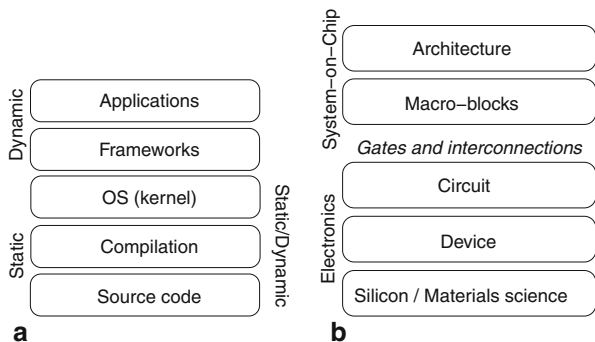 Dynamic
Static
Applications
Frameworks
OS (kernel)
Compilation
Source code
Static/Dynamic
a
System−on−Chip
Electronics
Architecture
Macro−blocks
Gates and interconnections
Circuit
Device
Silicon / Materials science
b